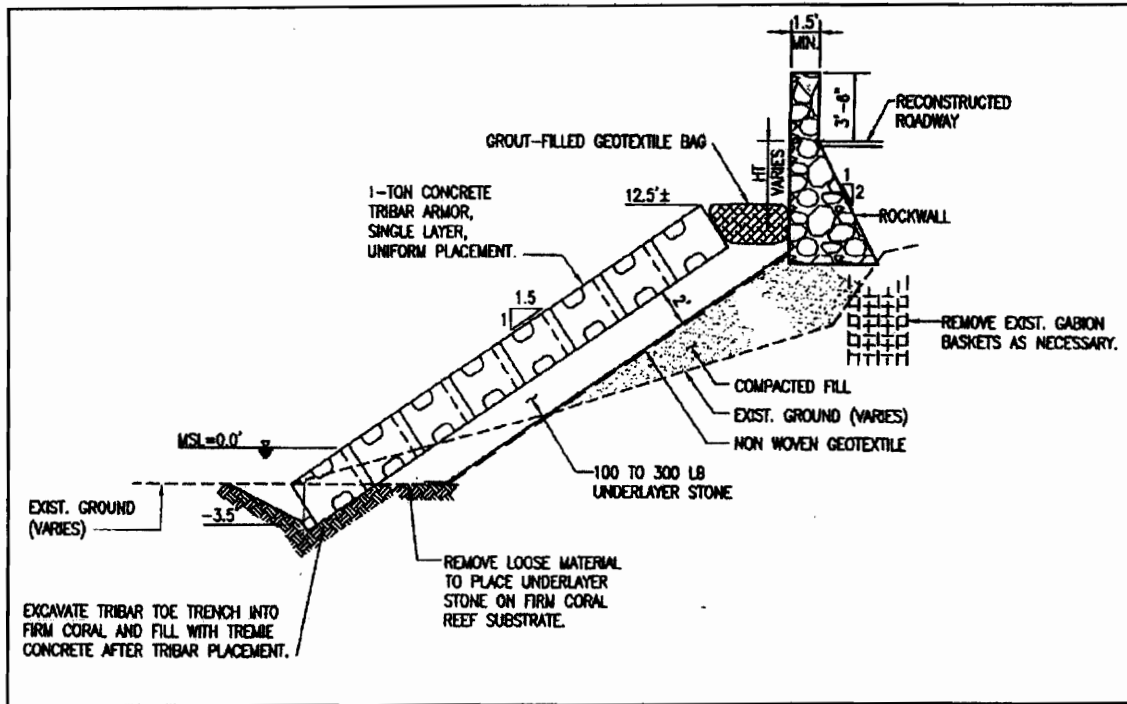 1.5'
MIN.
3'-6"
RECONSTRUCTED
ROADWAY
GROUT-FILLED GEOTEXTILE BAG
HT
VARIES
1
2
ROCKWALL
1-TON CONCRETE
TRIBAR ARMOR,
SINGLE LAYER,
UNIFORM PLACEMENT.
12.5'±
1.5
1
2'
REMOVE EXIST. GABION
BASKETS AS NECESSARY.
COMPACTED FILL
EXIST. GROUND (VARIES)
NON WOVEN GEOTEXTILE
MSL=0.0'
100 TO 300 LB
UNDERLAYER STONE
EXIST. GROUND
(VARIES)
-3.5'
REMOVE LOOSE MATERIAL
TO PLACE UNDERLAYER
STONE ON FIRM CORAL
REEF SUBSTRATE.
EXCAVATE TRIBAR TOE TRENCH INTO
FIRM CORAL AND FILL WITH TREMIE
CONCRETE AFTER TRIBAR PLACEMENT.